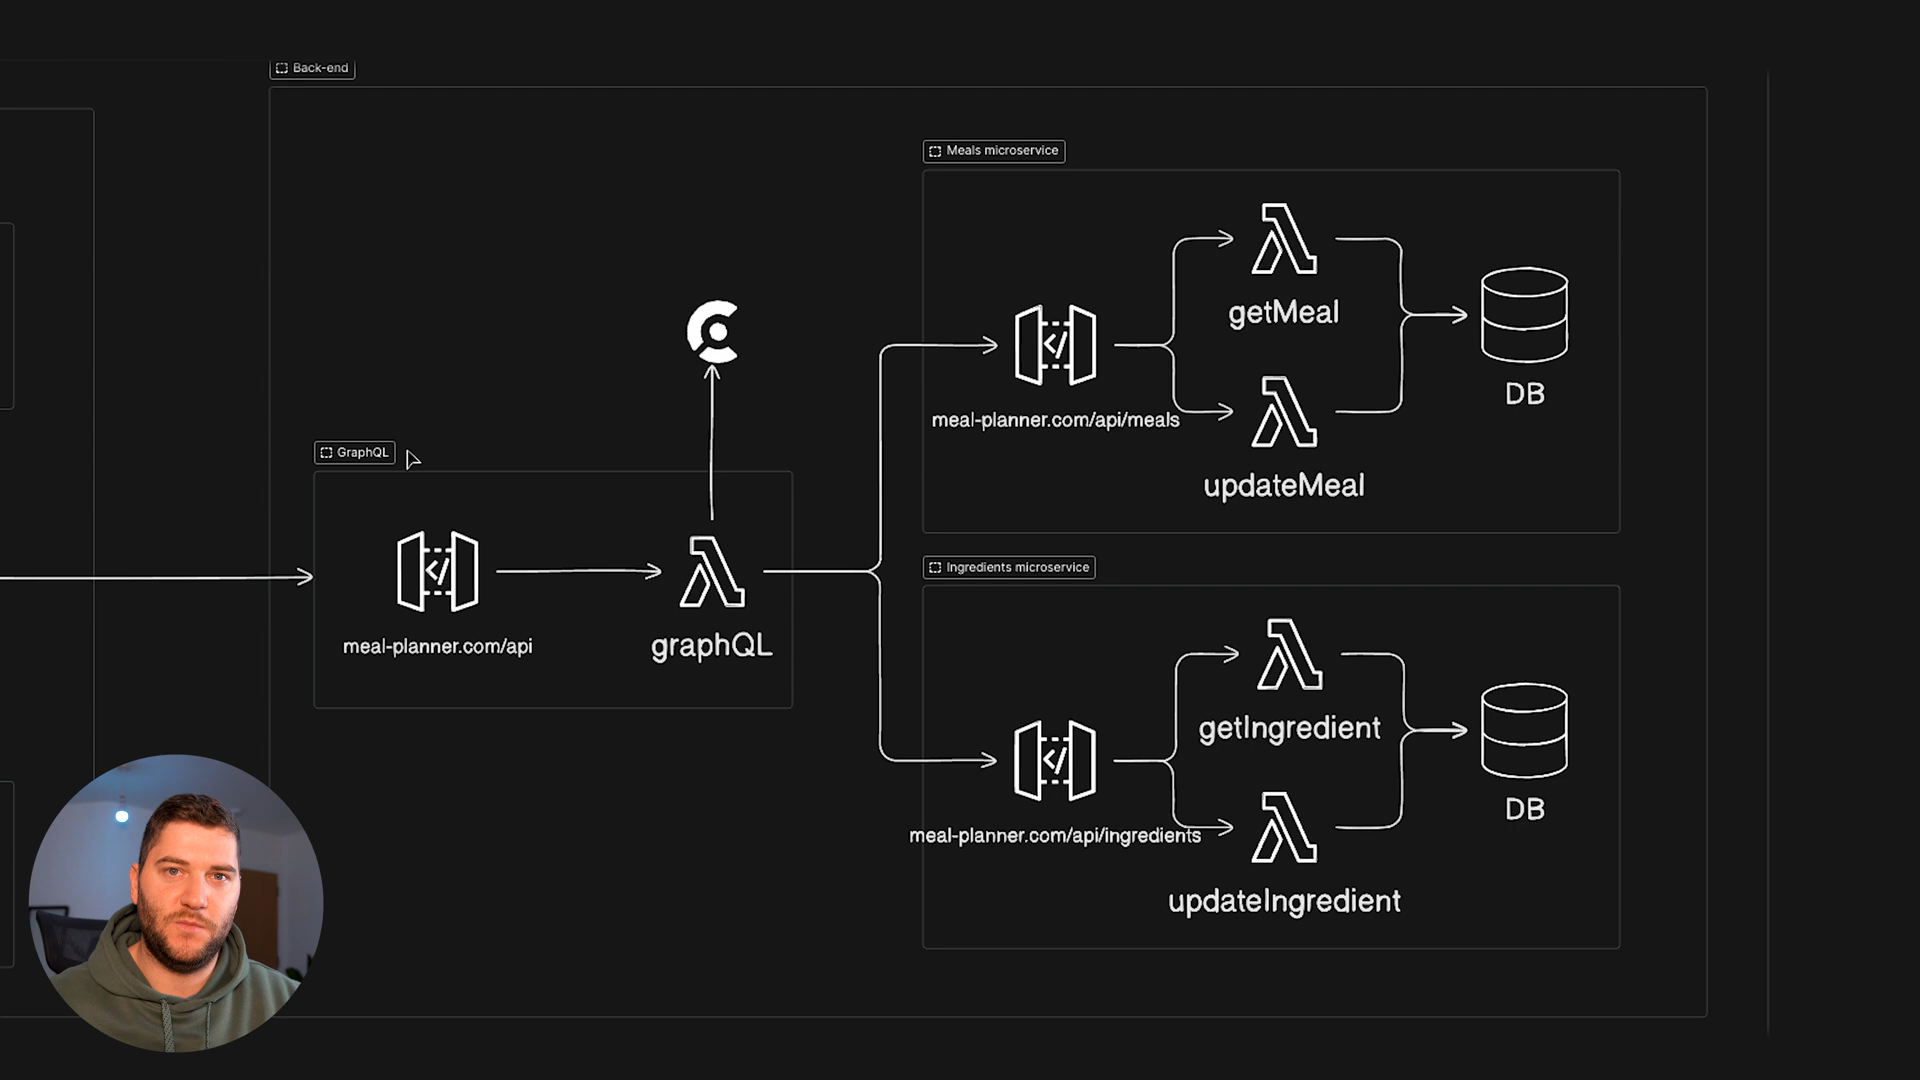 Back-end
Meals microservice
getMeal
meal-planner.com/api/meals
DB
updateMeal
GraphQL
meal-planner.com/api
graphQL
Ingredients microservice
getIngredient
meal-planner.com/api/ingredients
DB
updateIngredient